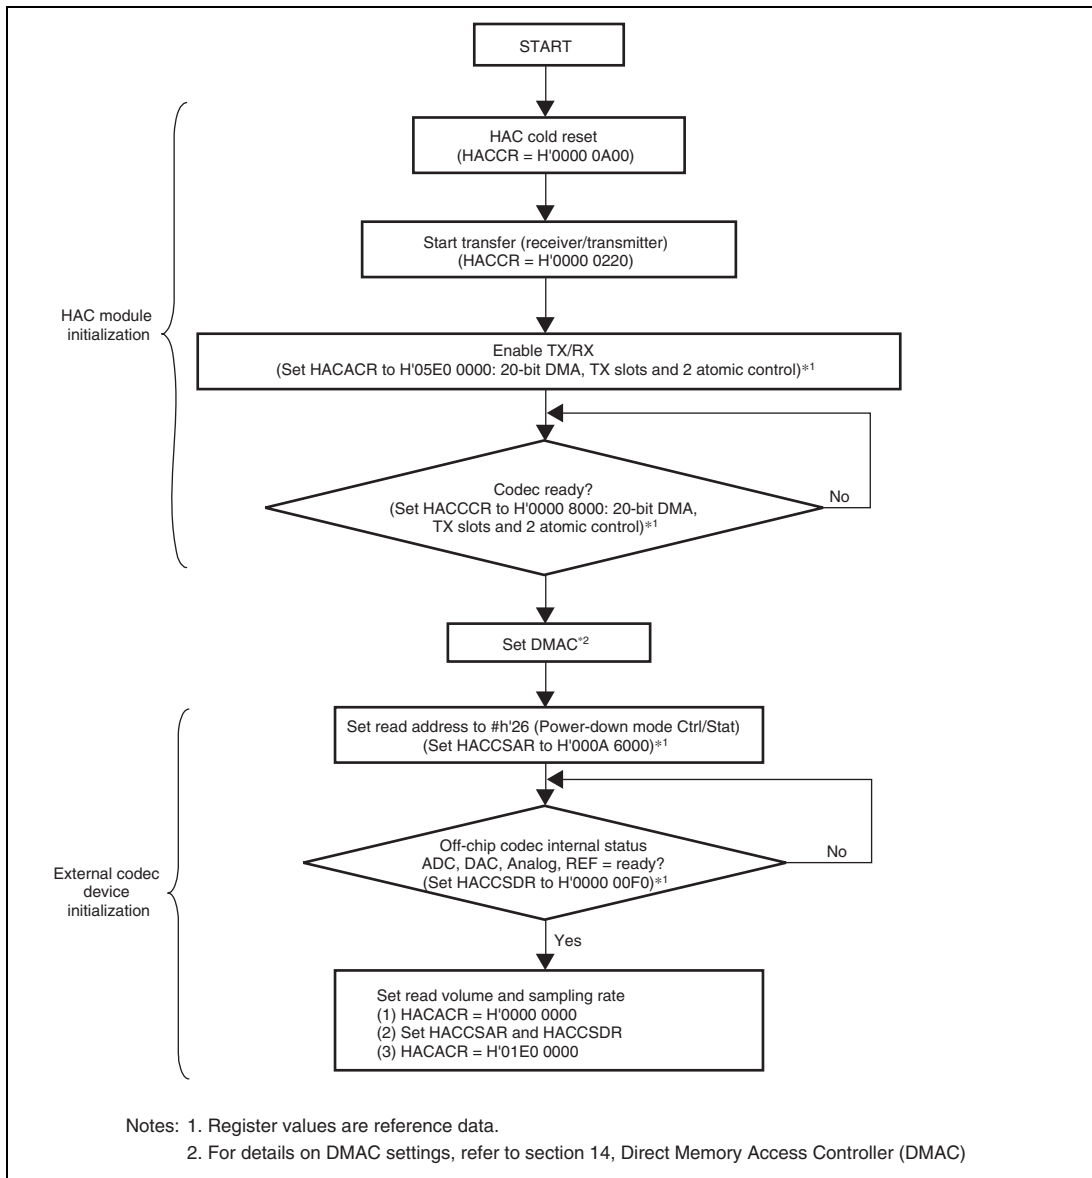 START
HAC cold reset
(HACCR = H'0000 0A00)
Start transfer (receiver/transmitter)
(HACCR = H'0000 0220)
HAC module
initialization
Enable TX/RX
(Set HACACR to H'05E0 0000: 20-bit DMA, TX slots and 2 atomic control)*1
Codec ready?
(Set HACCCR to H'0000 8000: 20-bit DMA,
TX slots and 2 atomic control)*1
No
Set DMAC*2
Set read address to #h'26 (Power-down mode Ctrl/Stat)
(Set HACCSAR to H'000A 6000)*1
Off-chip codec internal status
ADC, DAC, Analog, REF = ready?
(Set HACCSDR to H'0000 00F0)*1
No
External codec
device
initialization
Yes
Set read volume and sampling rate
(1) HACACR = H'0000 0000
(2) Set HACCSAR and HACCSDR
(3) HACACR = H'01E0 0000
Notes: 1. Register values are reference data.
2. For details on DMAC settings, refer to section 14, Direct Memory Access Controller (DMAC)